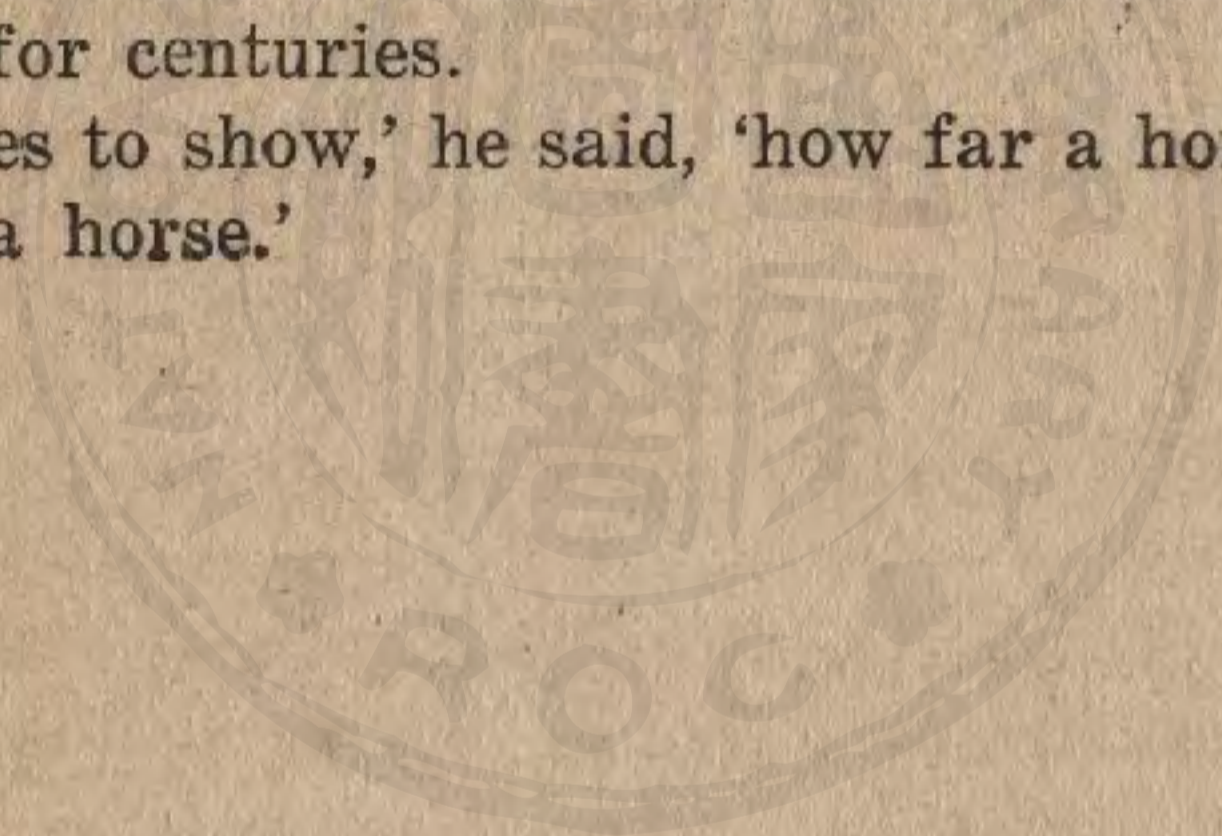 for centuries.
es to show,’ he said, ‘how far a ho
a horse.’
R O C